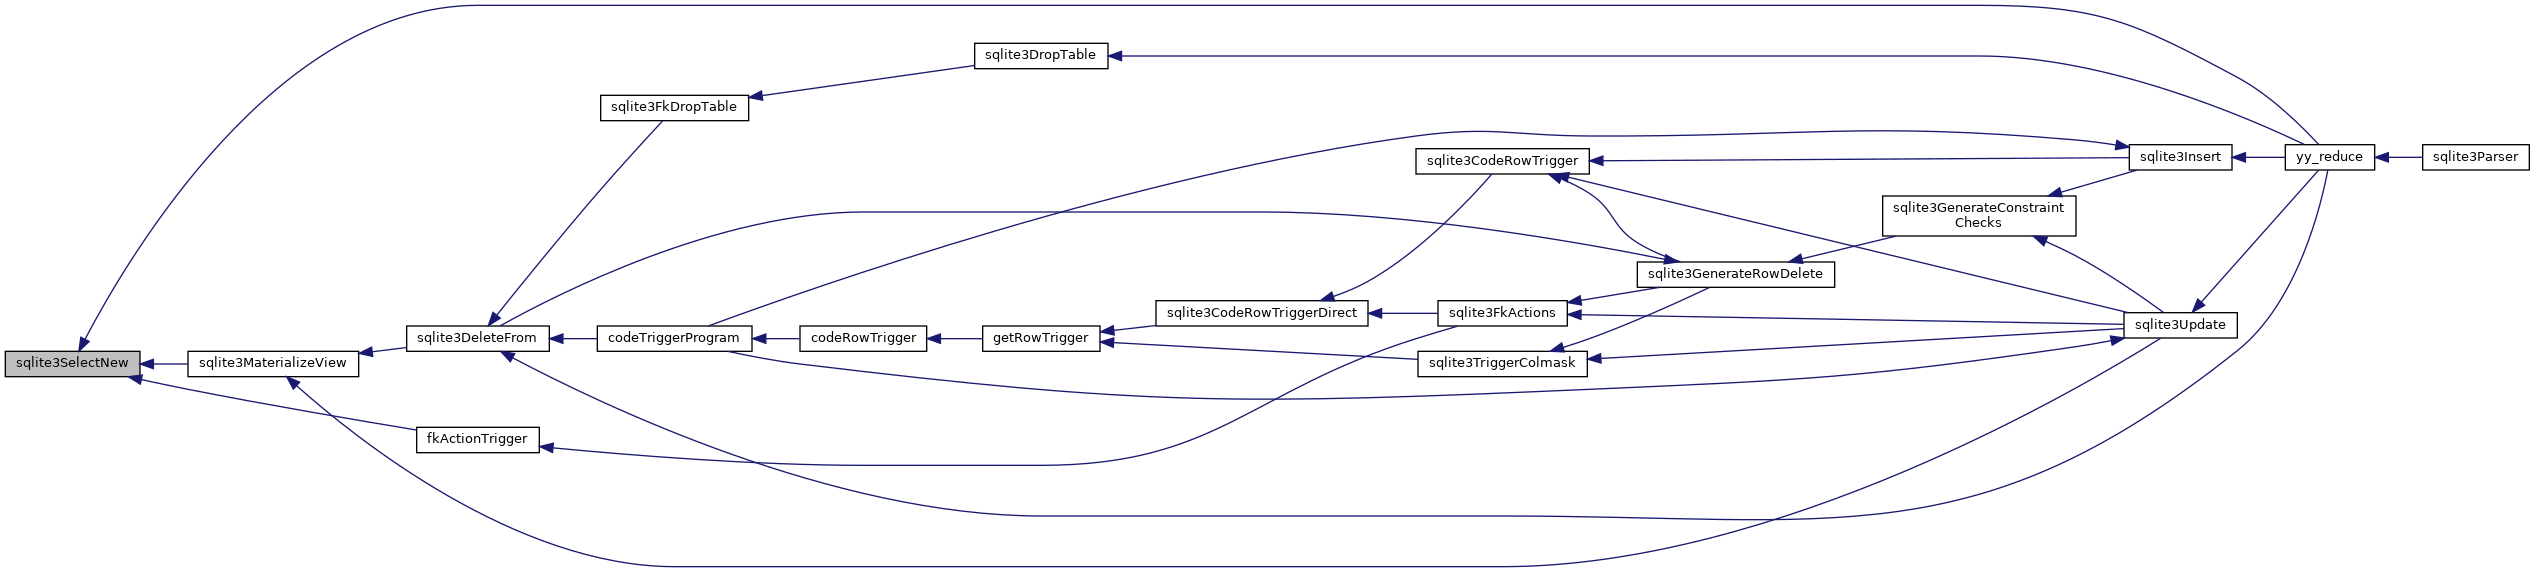 sqlite3DropTable
sqlite3FkDropTable
sqlite3CodeRowTrigger
sqlite3Insert
yy_reduce
sqlite3Parser
sqlite3GenerateConstraint
Checks
sqlite3GenerateRowDelete
sqlite3CodeRowTriggerDirect
sqlite3FkActions
sqlite3Update
sqlite3DeleteFrom
codeTriggerProgram
codeRowTrigger
getRowTrigger
sqlite3SelectNew
sqlite3MaterializeView
sqlite3TriggerColmask
fkActionTrigger